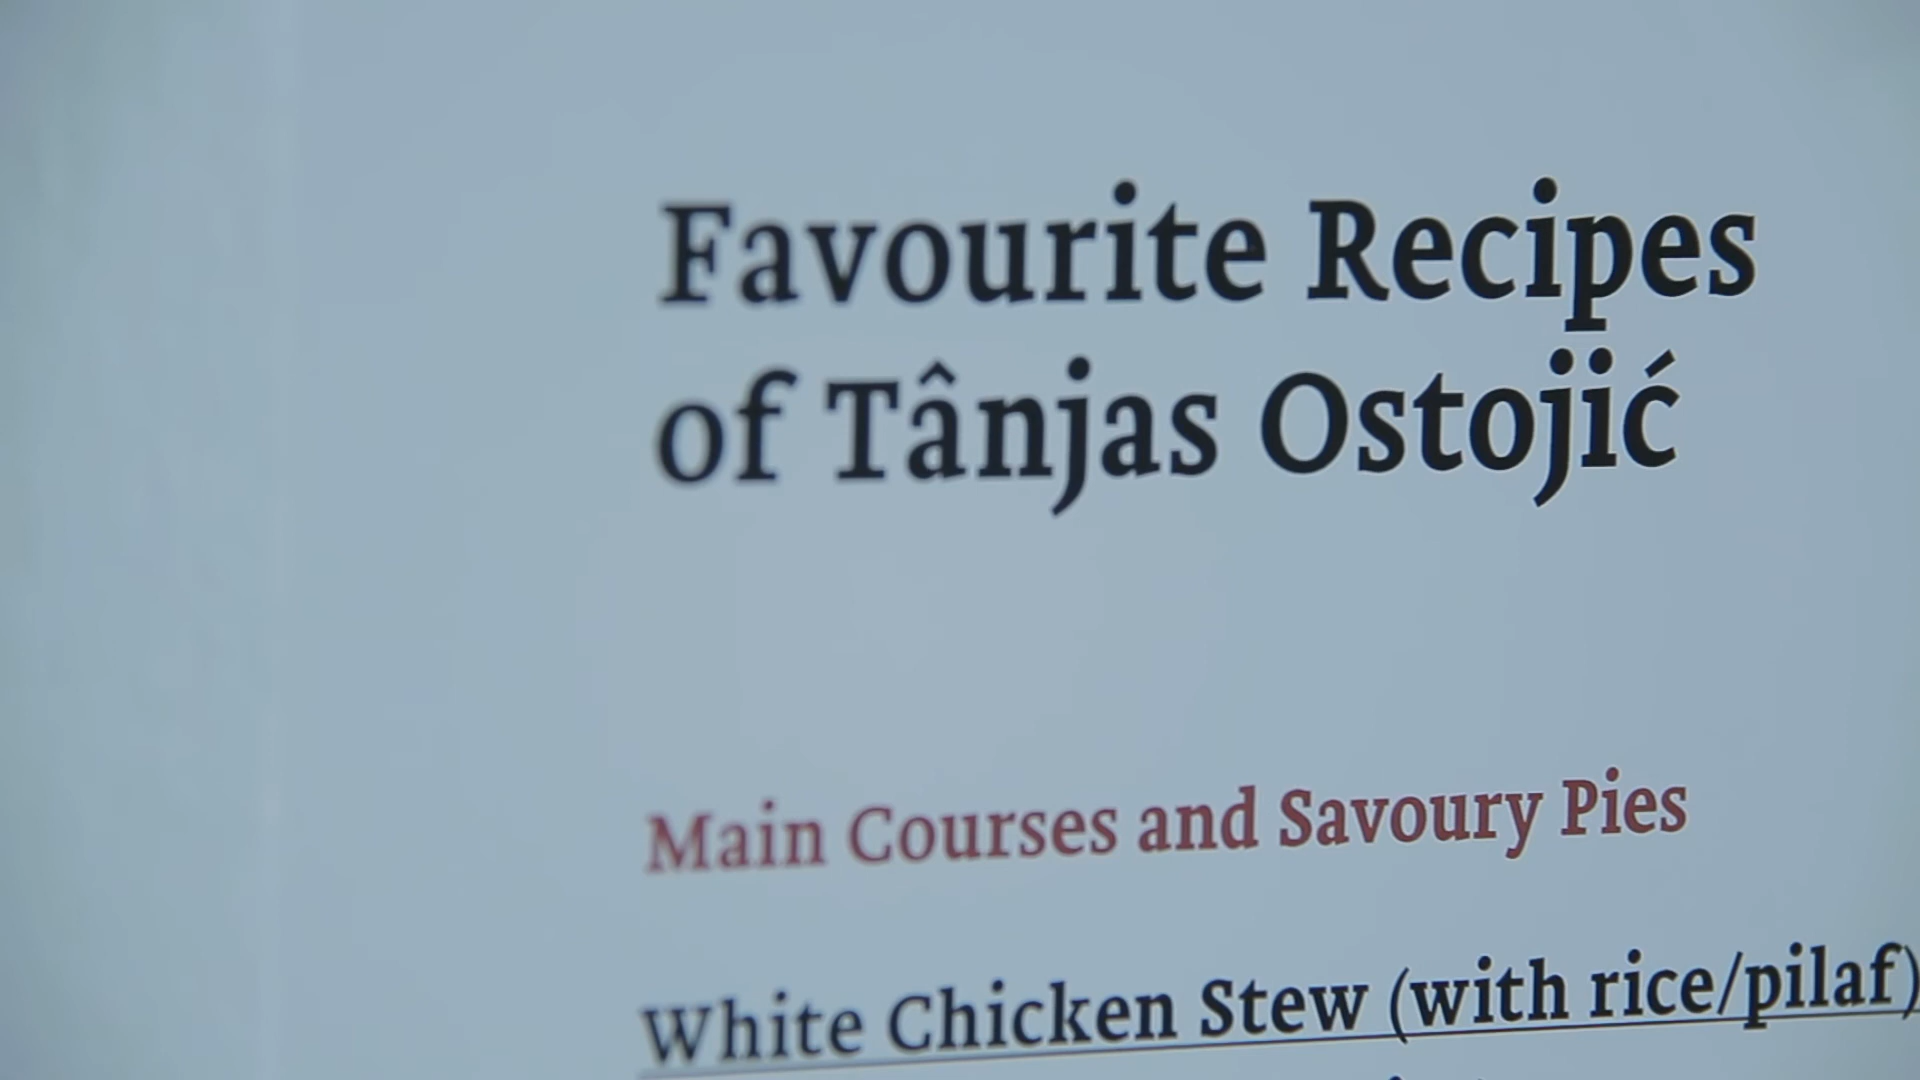 Favourite Recipes
of Tânjas Ostojić
Main Courses and Savoury Pies
White Chicken Stew (with rice/pilaf)